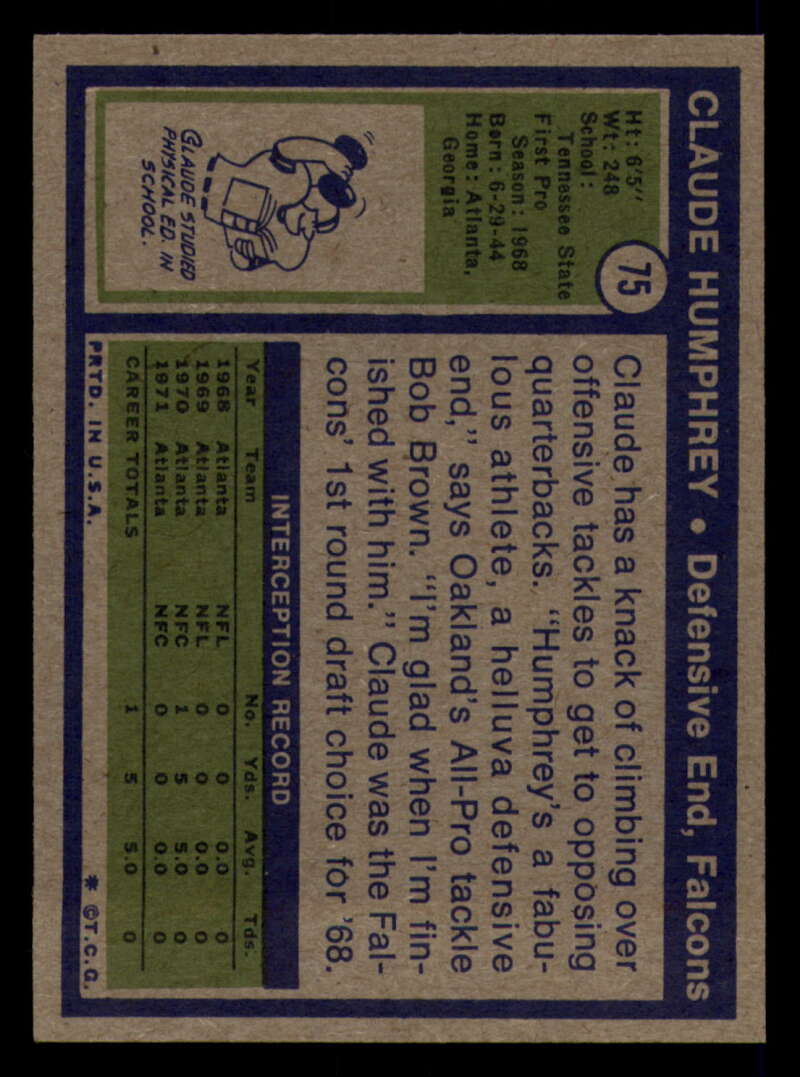 CLAUDE HUMPHREY • Defensive End, Falcons
Ht: 6'5"
Wt: 248
School:
Tennessee State
First Pro
Season: 1968
Born: 6-29-44
Home: Atlanta,
Georgia
75
CLAUDE STUDIED
PHYSICAL ED. IN
SCHOOL.
Claude has a knack of climbing over
offensive tackles to get to opposing
quarterbacks. "Humphrey's a fabu-
lous athlete, a helluva defensive
end," says Oakland's All-Pro tackle
Bob Brown. "I'm glad when I'm fin-
ished with him." Claude was the Fal-
cons' 1st round draft choice for '68.
INTERCEPTION RECORD
Year Team No. Yds. Avg. Tds.
1968 Atlanta NFL 0 0 0.0 0
1969 Atlanta NFL 0 0 0.0 0
1970 Atlanta NFC 1 5 5.0 0
1971 Atlanta NFC 0 0 0.0 0
CAREER TOTALS 1 5 5.0 0
PRTD. IN U.S.A. * ©T.C.G.